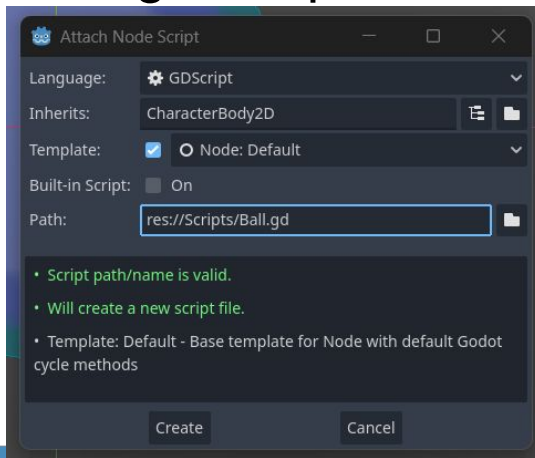 Attach Node Script
Language: GDScript
Inherits: CharacterBody2D
Template: Node: Default
Built-in Script: On
Path: res://Scripts/Ball.gd
• Script path/name is valid.
• Will create a new script file.
• Template: Default - Base template for Node with default Godot
cycle methods
Create Cancel